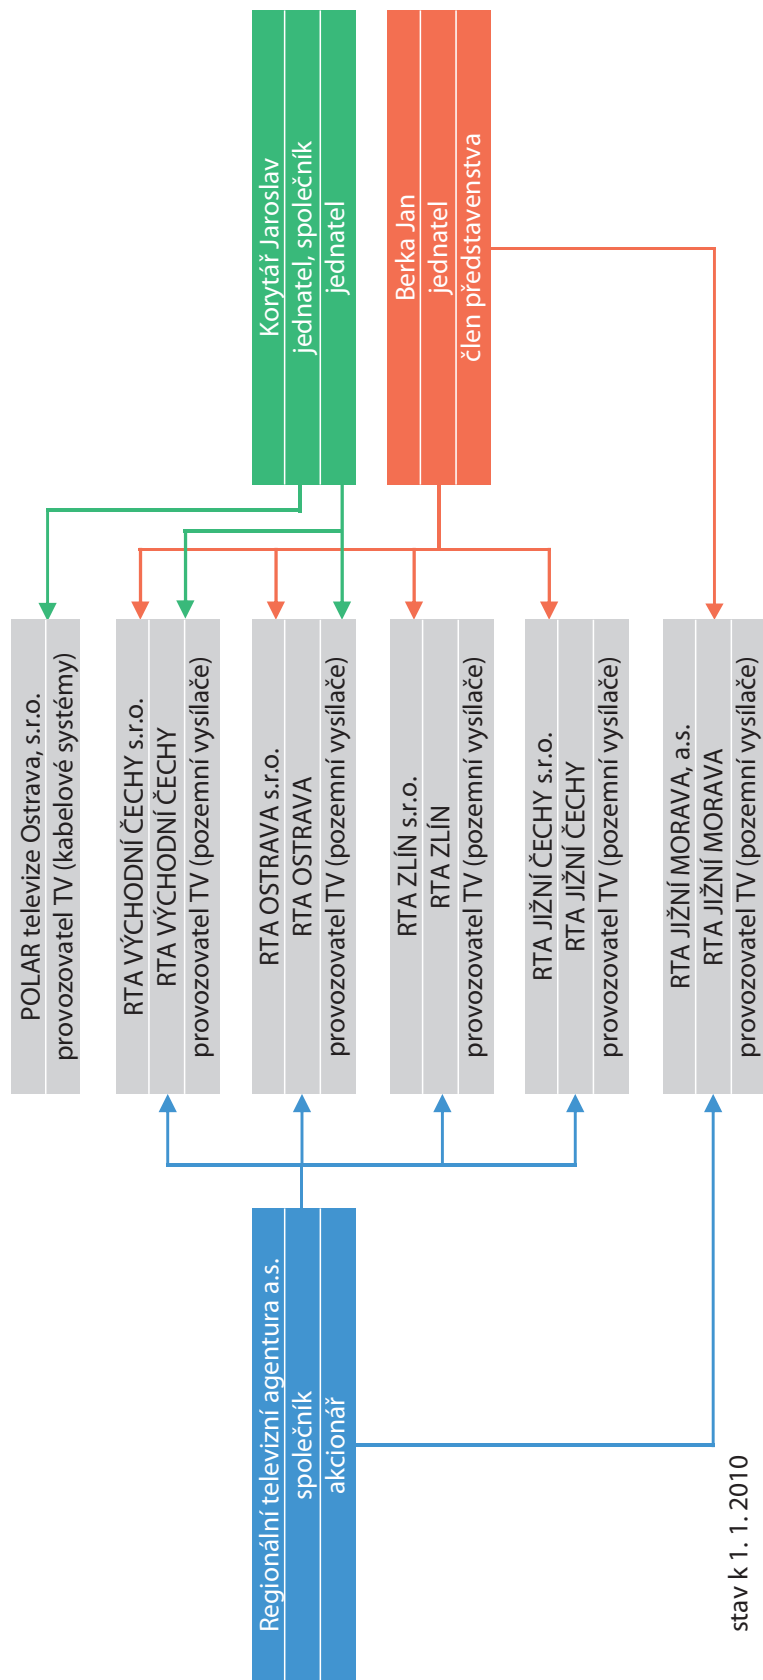 Korytář Jaroslav
jednatel, společník
jednatel
Berka Jan
jednatel
člen představenstva
POLAR televize Ostrava, s.r.o.
provozovatel TV (kabelové systémy)
RTA VÝCHODNÍ ČECHY s.r.o.
RTA VÝCHODNÍ ČECHY
provozovatel TV (pozemní vysílače)
RTA OSTRAVA s.r.o.
RTA OSTRAVA
provozovatel TV (pozemní vysílače)
RTA ZLÍN s.r.o.
RTA ZLÍN
provozovatel TV (pozemní vysílače)
RTA JIŽNÍ ČECHY s.r.o.
RTA JIŽNÍ ČECHY
provozovatel TV (pozemní vysílače)
RTA JIŽNÍ MORAVA, a.s.
RTA JIŽNÍ MORAVA
provozovatel TV (pozemní vysílače)
Regionální televizní agentura a.s.
společník
akcionář
stav k 1. 1. 2010